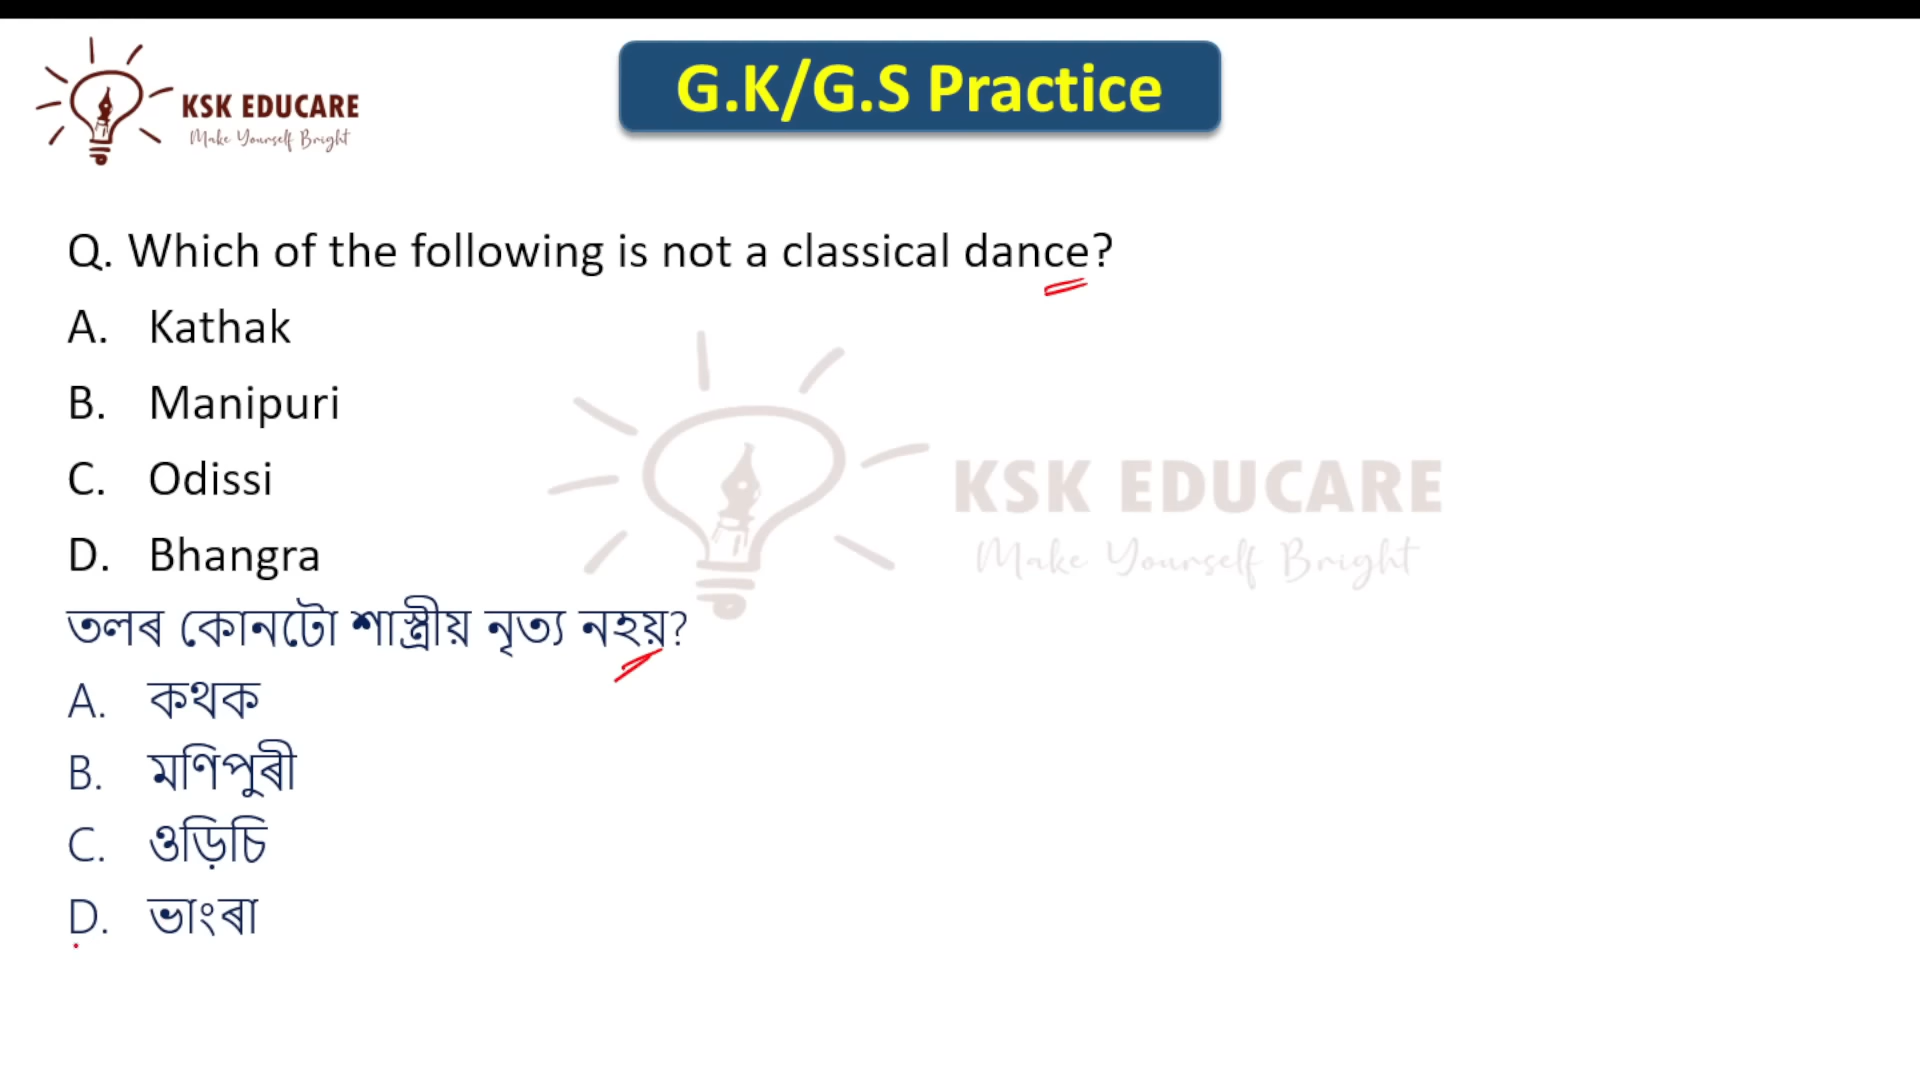 KSK EDUCARE
Make Yourself Bright
G.K/G.S Practice
Q. Which of the following is not a classical dance?
A. Kathak
B. Manipuri
C. Odissi
D. Bhangra
KSK EDUCARE
Make Yourself Bright
তলৰ কোনটো শাস্ত্ৰীয় নৃত্য নহয়?
A. কথক
B. মণিপুৰী
C. ওড়িচি
D. ভাংৰা